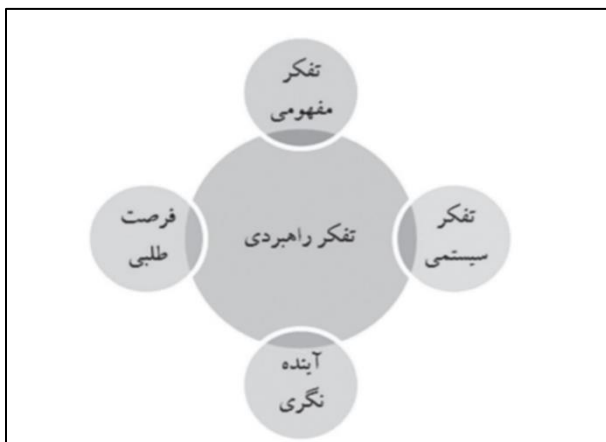 تفکر
مفهومی
تفکر
سیستمی
تفکر راهبردی
فرصت
طلبی
آینده
نگری